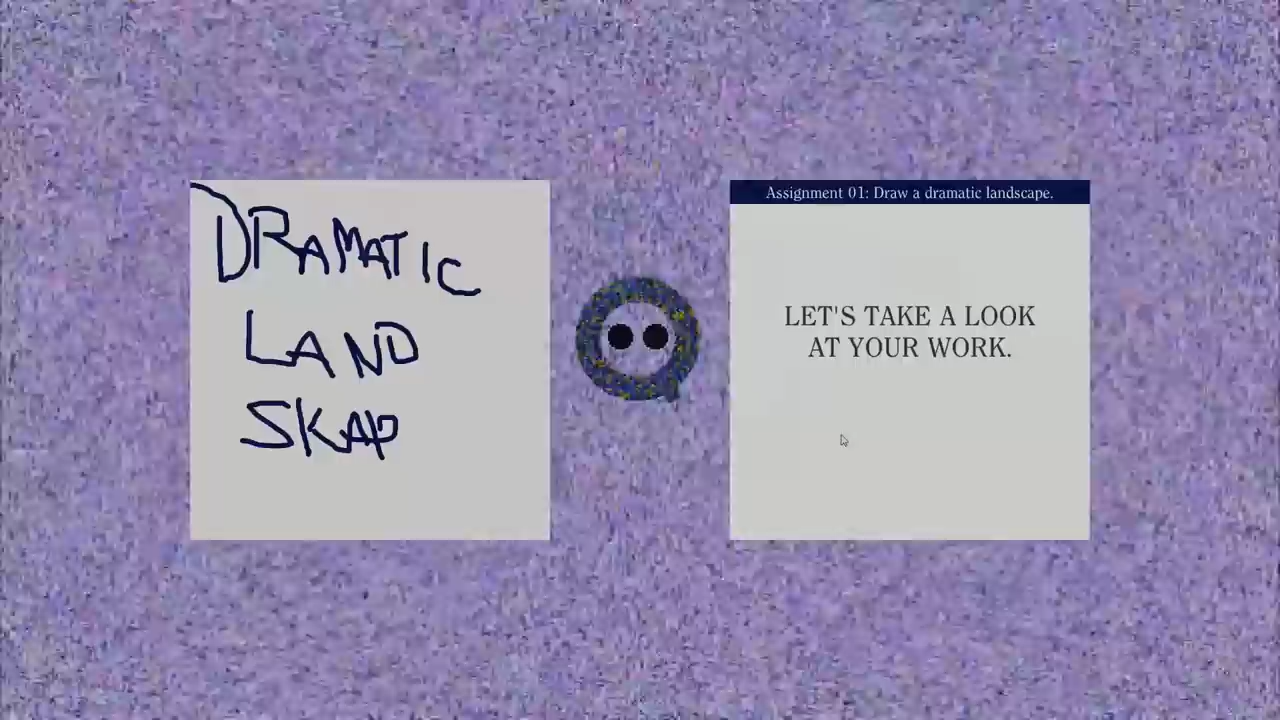 DRAMATIC
LAND
SKAP
Assignment 01: Draw a dramatic landscape.
LET'S TAKE A LOOK
AT YOUR WORK.